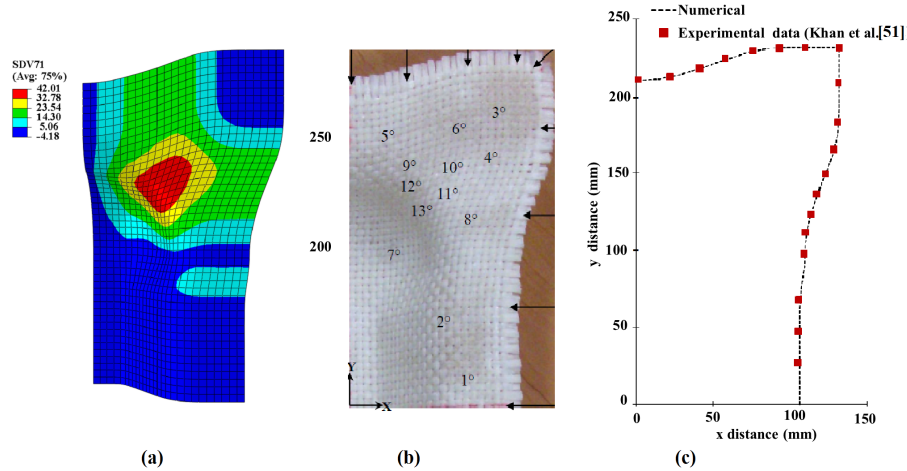 SDV71
(Avg: 75%)
42.01
32.78
23.54
14.30
5.06
-4.18
(a)
250
200
3°
6°
5°
4°
9°
10°
12°
11°
13°
8°
7°
2°
1°
Y
X
(b)
(c)
Numerical
Experimental data (Khan et al.[51]
250
200
150
100
50
0
y distance (mm)
0
50
100
150
x distance (mm)